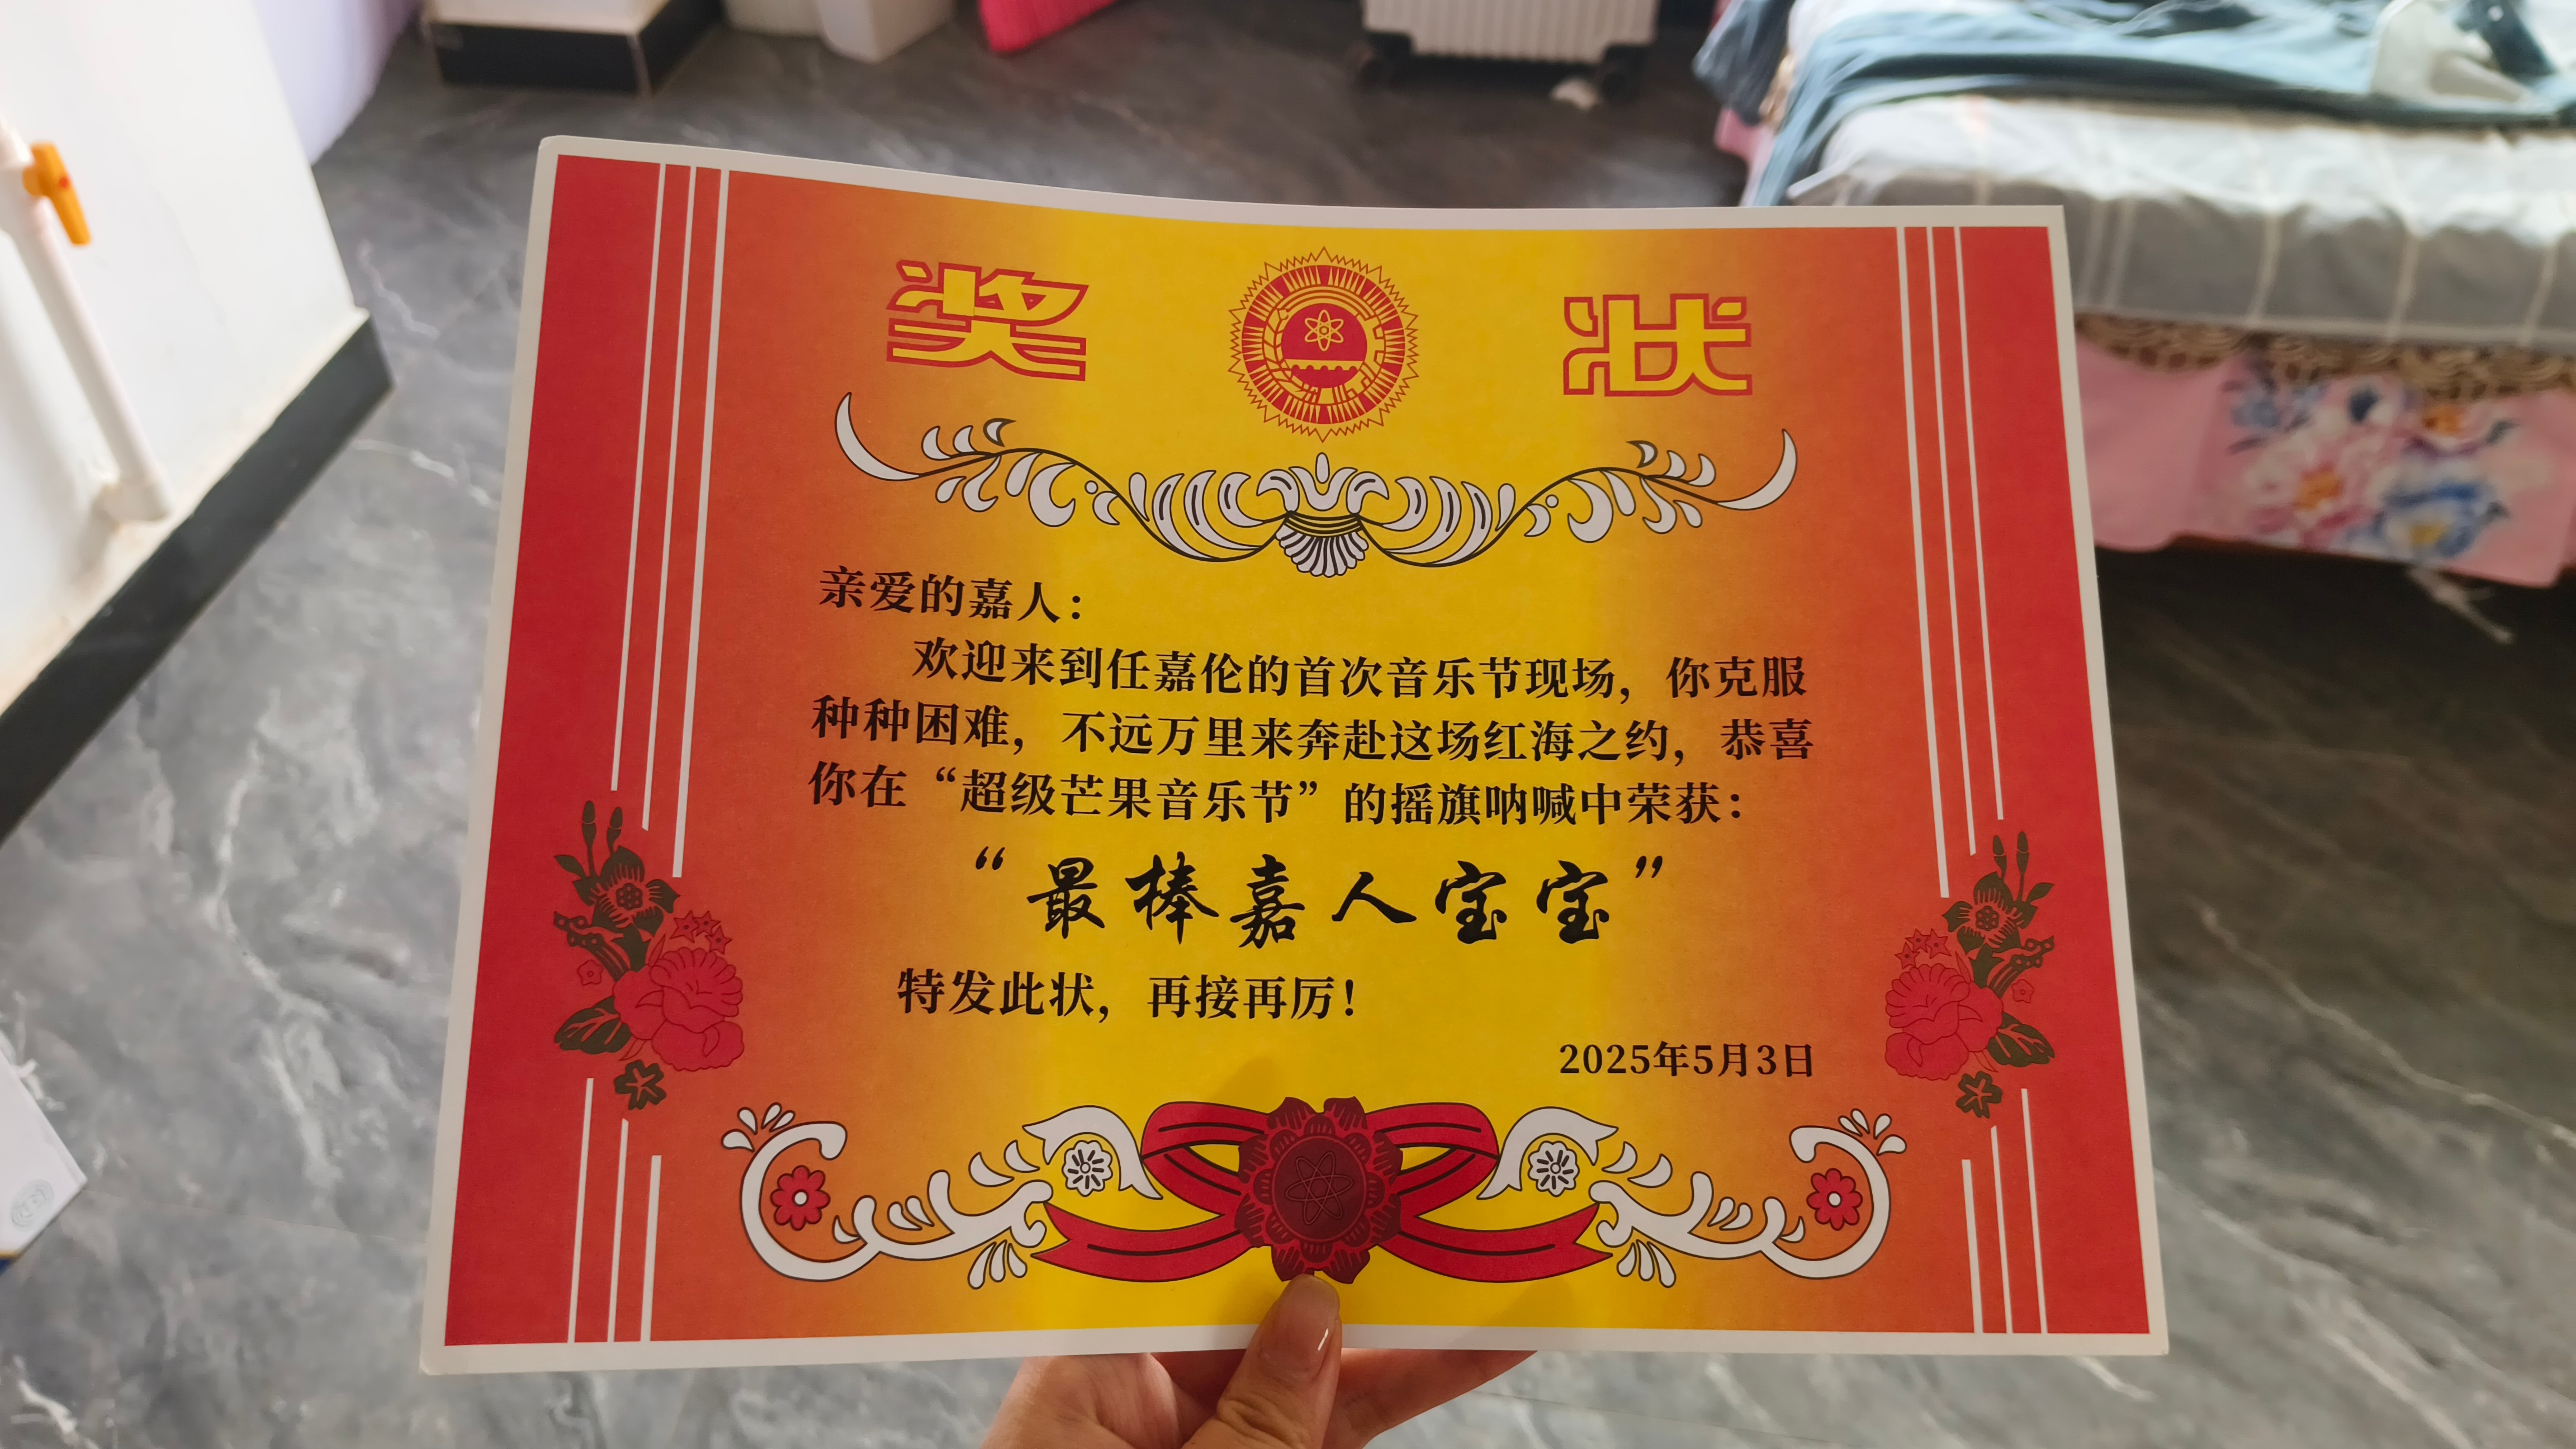 奖状
亲爱的嘉人：
欢迎来到任嘉伦的首次音乐节现场，你克服
种种困难，不远万里来奔赴这场红海之约，恭喜
你在“超级芒果音乐节”的摇旗呐喊中荣获：
“最棒嘉人宝宝”
特发此状，再接再厉！
2025年5月3日